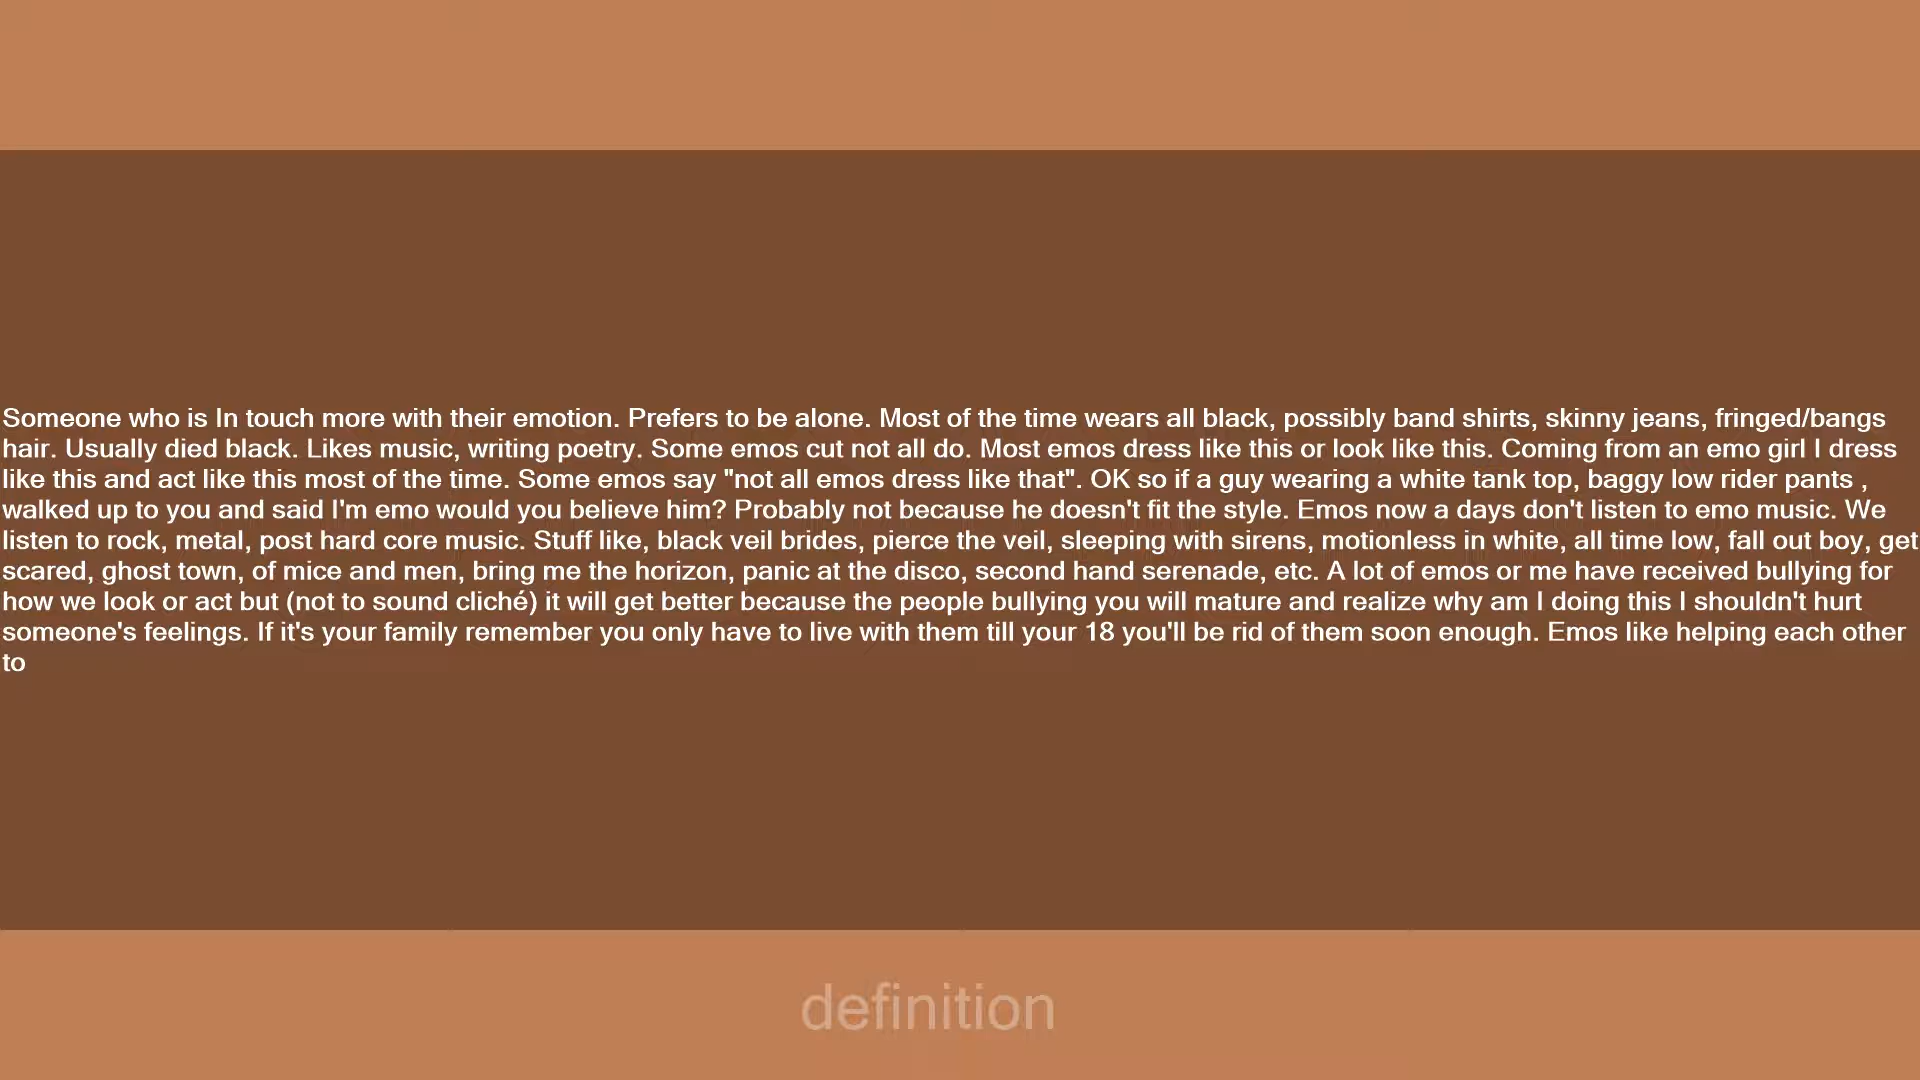 Someone who is In touch more with their emotion. Prefers to be alone. Most of the time wears all black, possibly band shirts, skinny jeans, fringed/bangs
hair. Usually died black. Likes music, writing poetry. Some emos cut not all do. Most emos dress like this or look like this. Coming from an emo girl I dress
like this and act like this most of the time. Some emos say "not all emos dress like that". OK so if a guy wearing a white tank top, baggy low rider pants ,
walked up to you and said I'm emo would you believe him? Probably not because he doesn't fit the style. Emos now a days don't listen to emo music. We
listen to rock, metal, post hard core music. Stuff like, black veil brides, pierce the veil, sleeping with sirens, motionless in white, all time low, fall out boy, get
scared, ghost town, of mice and men, bring me the horizon, panic at the disco, second hand serenade, etc. A lot of emos or me have received bullying for
how we look or act but (not to sound cliché) it will get better because the people bullying you will mature and realize why am I doing this I shouldn't hurt
someone's feelings. If it's your family remember you only have to live with them till your 18 you'll be rid of them soon enough. Emos like helping each other
to
definition